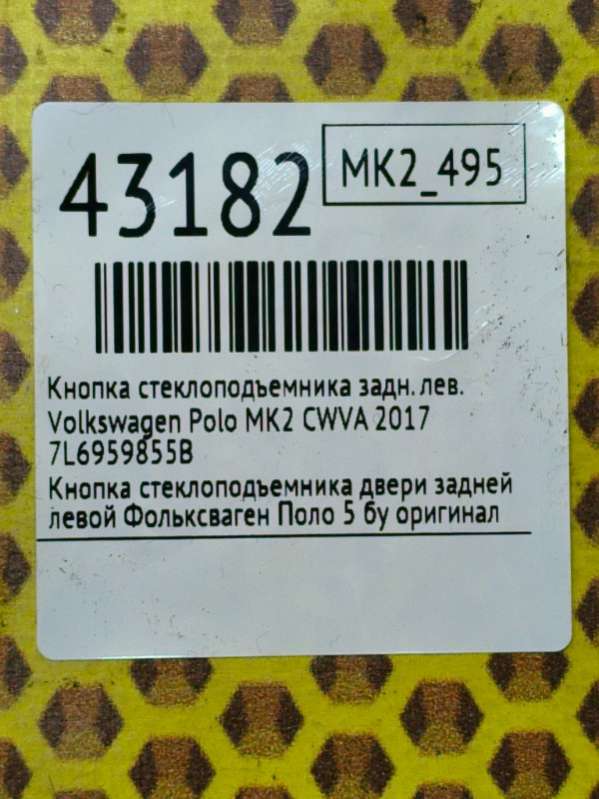 43182
MK2_495
Кнопка стеклоподъемника задн. лев.
Volkswagen Polo MK2 CWVA 2017
7L6959855B
Кнопка стеклоподъемника двери задней
левой Фольксваген Поло 5 бу оригинал